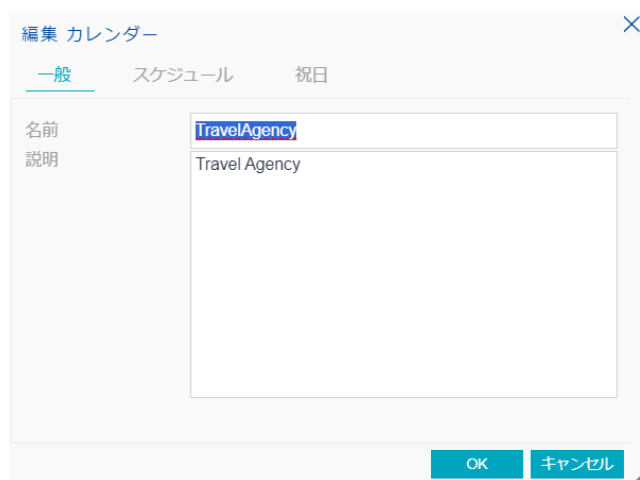 編集 カレンダー
一般 スケジュール 祝日
名前 TravelAgency
説明 Travel Agency
OK キャンセル